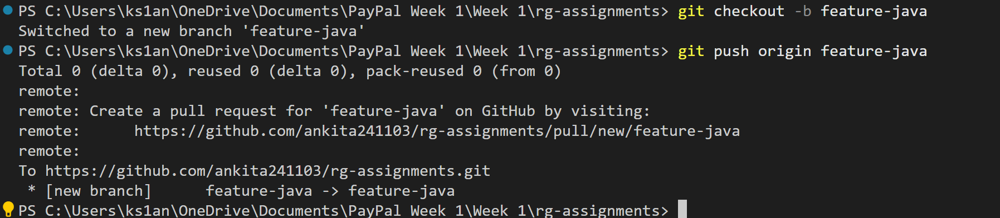 PS C:\Users\ks1an\OneDrive\Documents\PayPal Week 1\Week 1\rg-assignments> git checkout -b feature-java
Switched to a new branch 'feature-java'
PS C:\Users\ks1an\OneDrive\Documents\PayPal Week 1\Week 1\rg-assignments> git push origin feature-java
Total 0 (delta 0), reused 0 (delta 0), pack-reused 0 (from 0)
remote:
remote: Create a pull request for 'feature-java' on GitHub by visiting:
remote:      https://github.com/ankita241103/rg-assignments/pull/new/feature-java
remote:
To https://github.com/ankita241103/rg-assignments.git
 * [new branch]      feature-java -> feature-java
PS C:\Users\ks1an\OneDrive\Documents\PayPal Week 1\Week 1\rg-assignments>